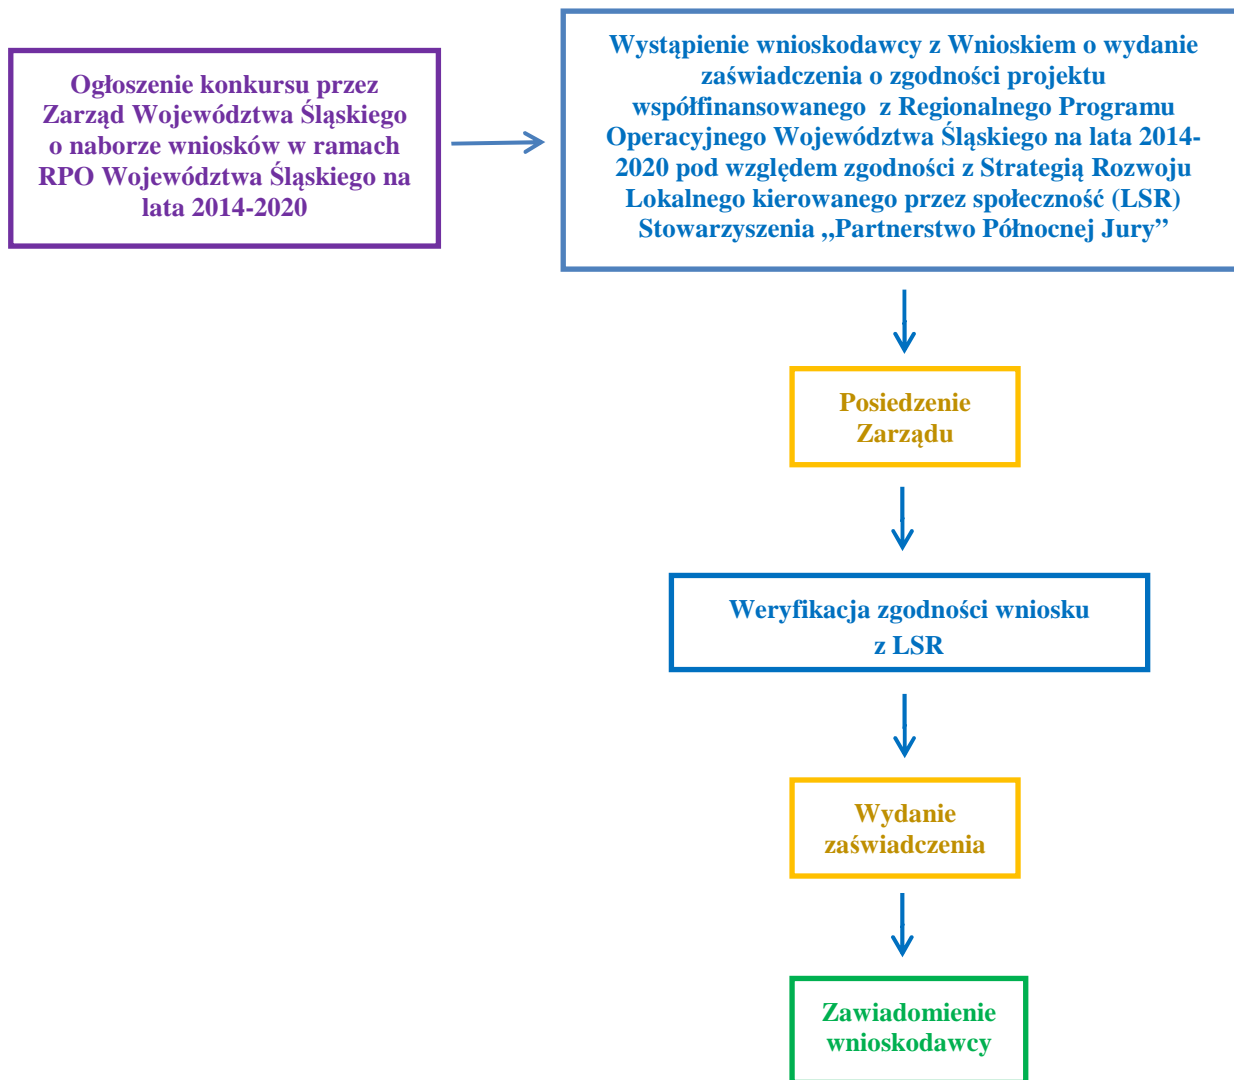 Ogłoszenie konkursu przez
Zarząd Województwa Śląskiego
o naborze wniosków w ramach
RPO Województwa Śląskiego na
lata 2014-2020
Wystąpienie wnioskodawcy z Wnioskiem o wydanie
zaświadczenia o zgodności projektu
współfinansowanego z Regionalnego Programu
Operacyjnego Województwa Śląskiego na lata 2014-
2020 pod względem zgodności z Strategią Rozwoju
Lokalnego kierowanego przez społeczność (LSR)
Stowarzyszenia „Partnerstwo Północnej Jury”
Posiedzenie
Zarządu
Weryfikacja zgodności wniosku
z LSR
Wydanie
zaświadczenia
Zawiadomienie
wnioskodawcy